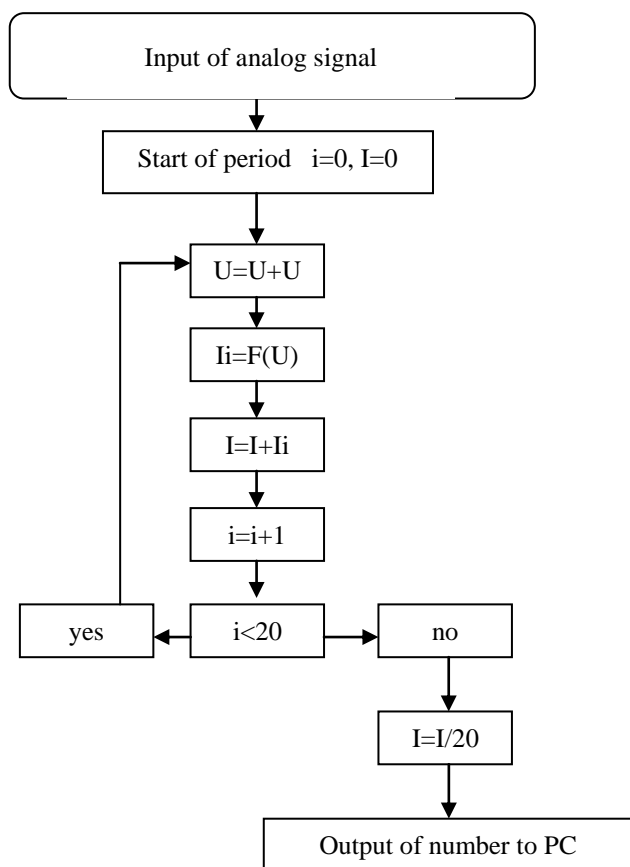 Input of analog signal
Start of period i=0, I=0
U=U+U
Ii=F(U)
I=I+Ii
i=i+1
yes
i<20
no
I=I/20
Output of number to PC